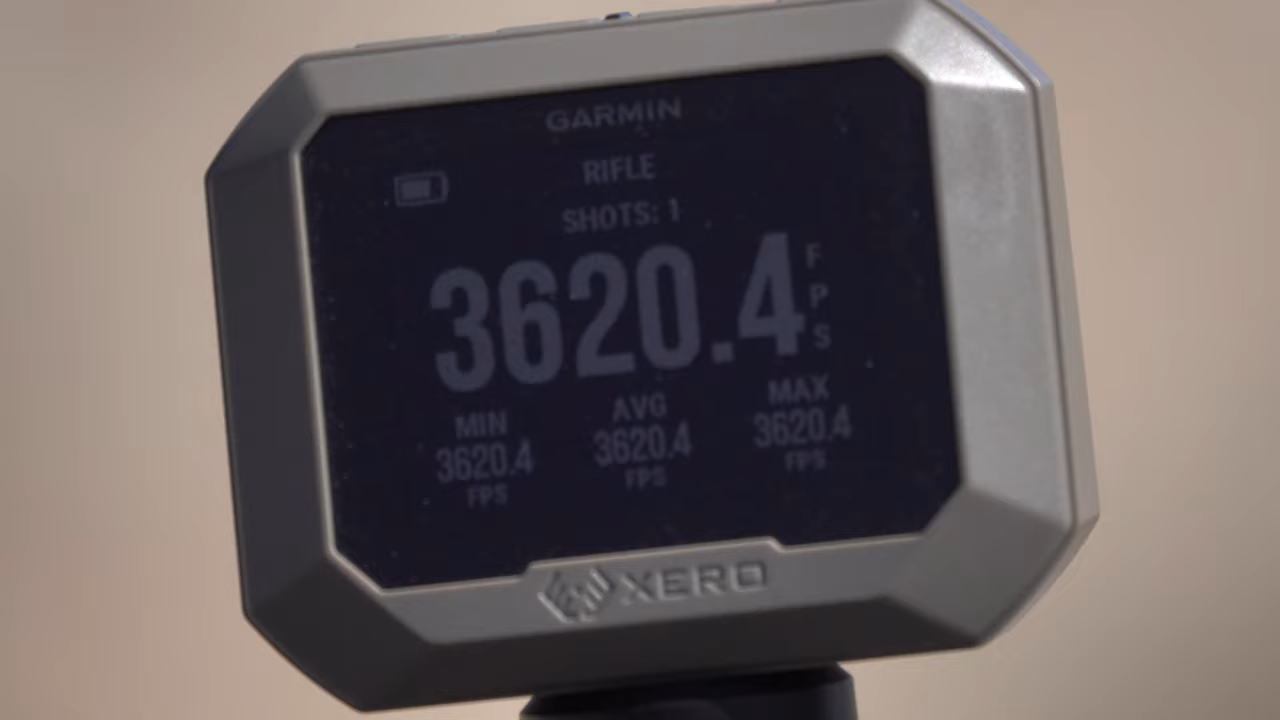 GARMIN
RIFLE
SHOTS: 1
3620.4 FPS
MIN AVG MAX
3620.4 3620.4 3620.4
FPS FPS FPS
XERO